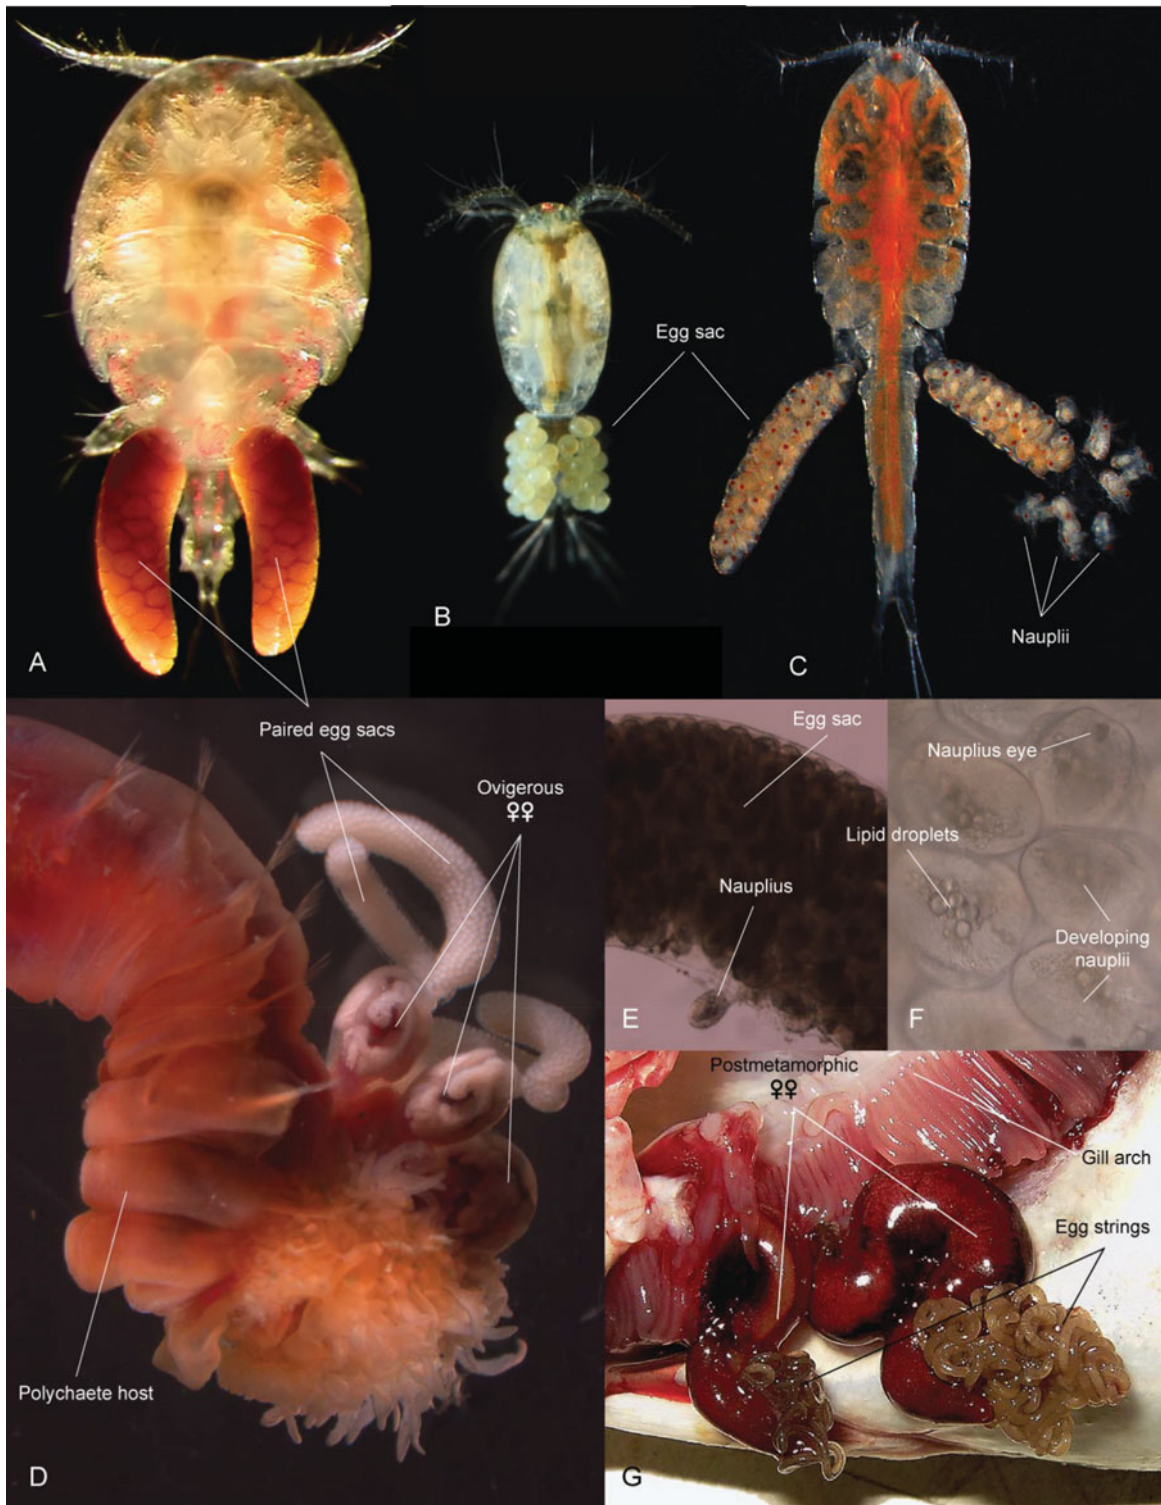 Egg sac
A
B
C
Nauplii
Paired egg sacs
Ovigerous
♀♀
Egg sac
Nauplius eye
Lipid droplets
Nauplius
Developing
nauplii
E
F
Postmetamorphic
♀♀
Gill arch
Egg strings
Polychaete host
D
G